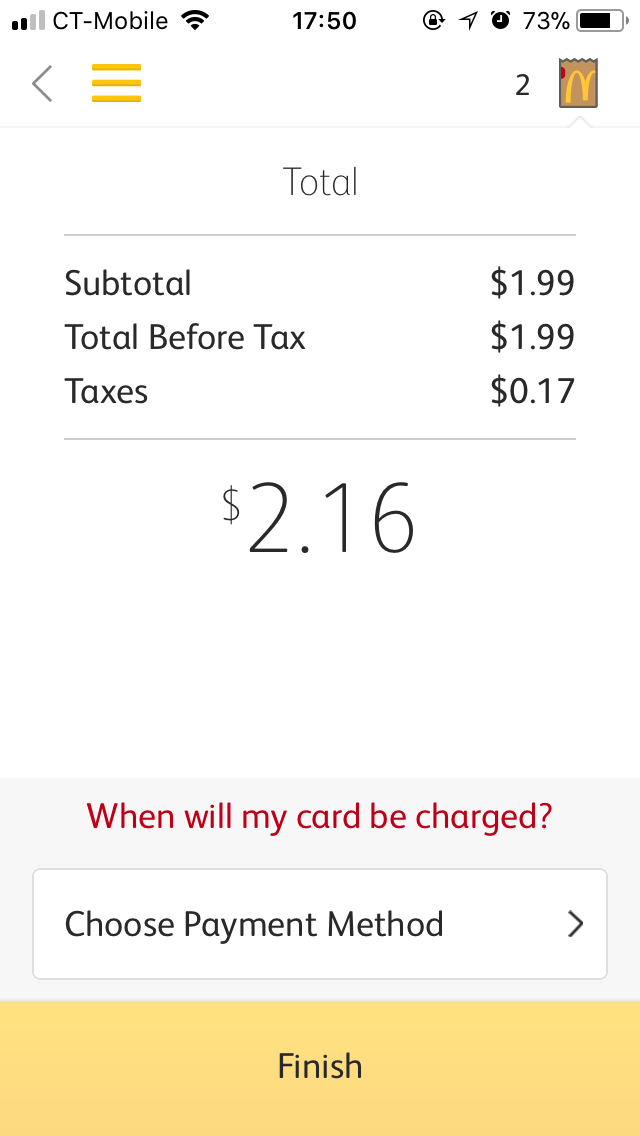 CT-Mobile 17:50 73%
2
Total
Subtotal $1.99
Total Before Tax $1.99
Taxes $0.17
$2.16
When will my card be charged?
Choose Payment Method
Finish